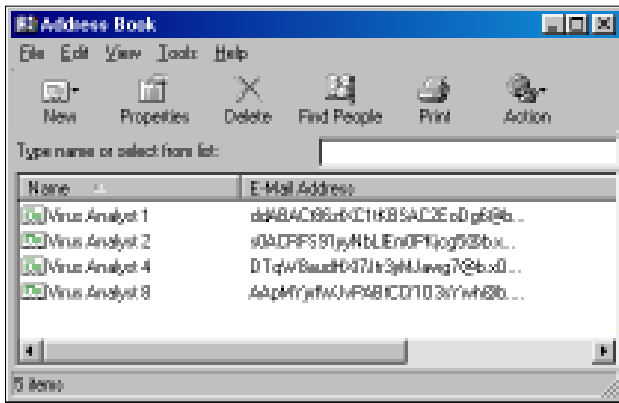 Address Book
File Edit View Tools Help
New Properties Delete Find People Print Action
Type name or select from list:
Name E-Mail Address
Virus Analyst 1
Virus Analyst 2
Virus Analyst 4
Virus Analyst 8
5 items